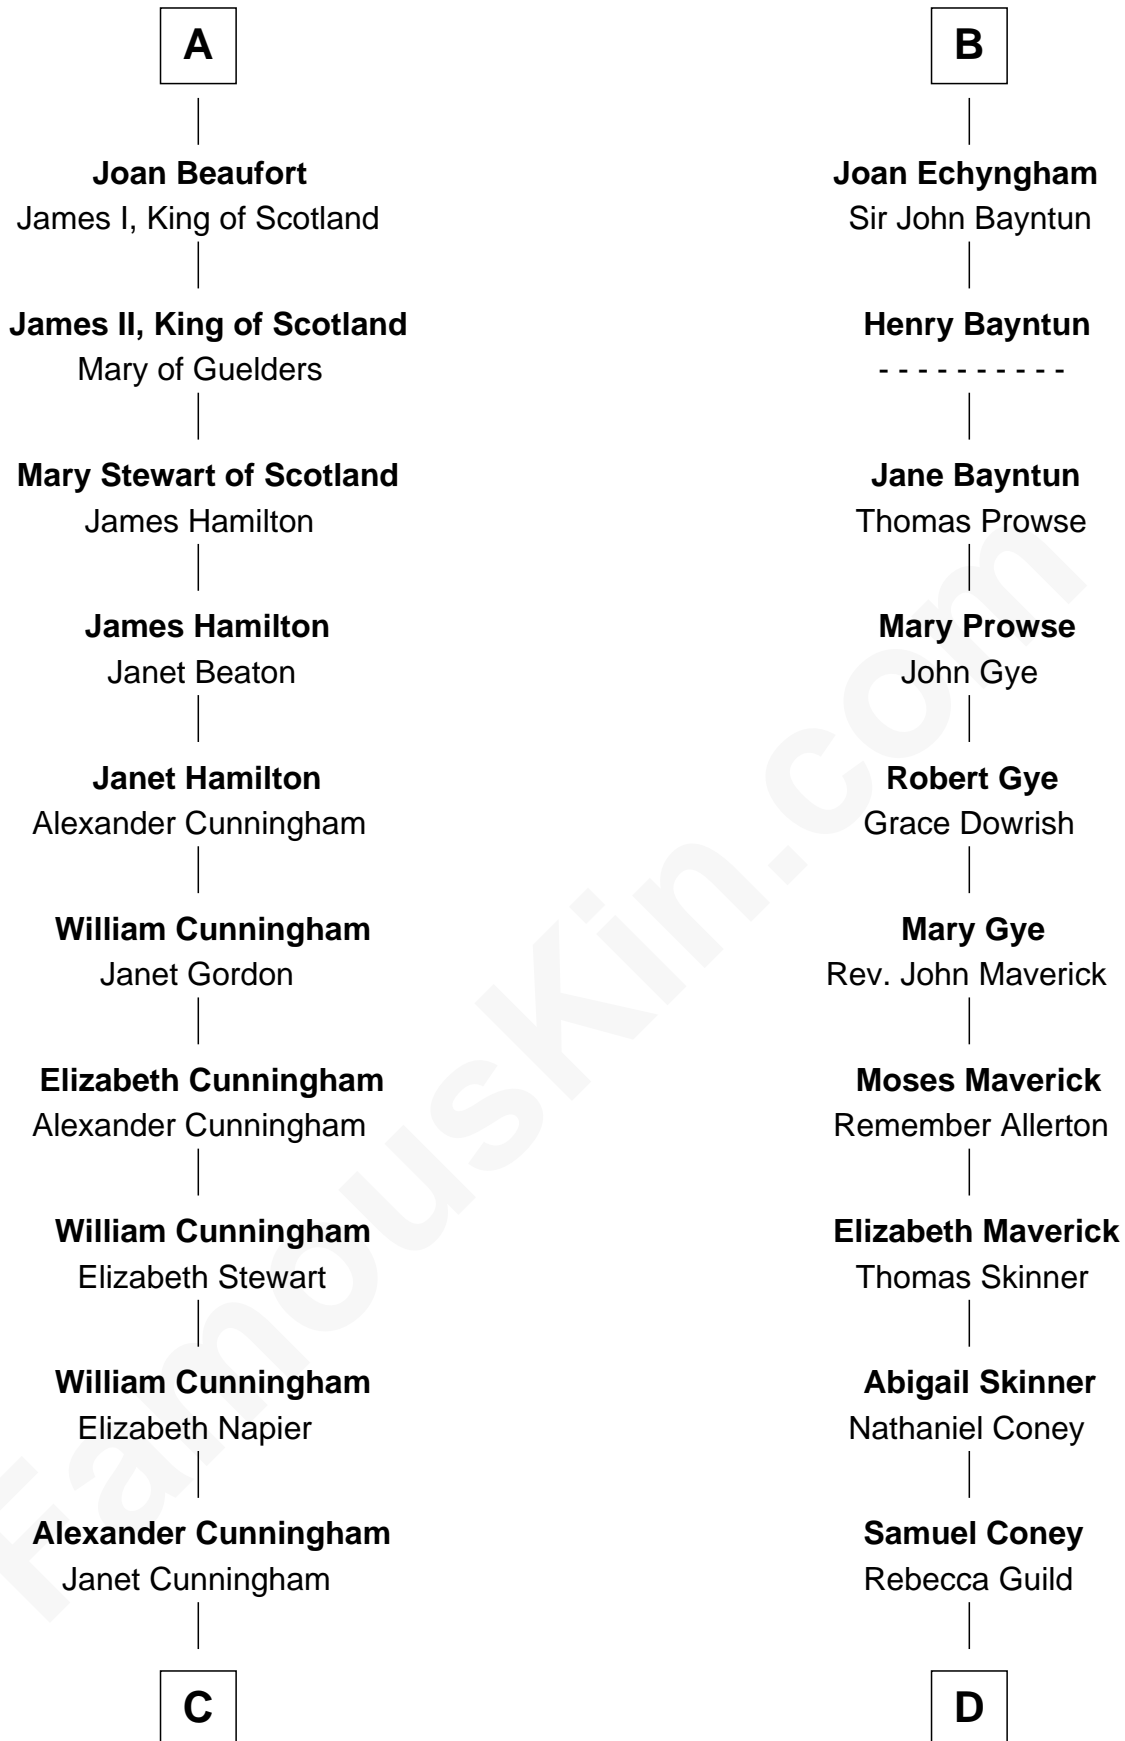 A
Joan Beaufort
James I, King of Scotland
James II, King of Scotland
Mary of Guelders
Mary Stewart of Scotland
James Hamilton
James Hamilton
Janet Beaton
Janet Hamilton
Alexander Cunningham
William Cunningham
Janet Gordon
Elizabeth Cunningham
Alexander Cunningham
William Cunningham
Elizabeth Stewart
William Cunningham
Elizabeth Napier
Alexander Cunningham
Janet Cunningham
C
B
Joan Echyngham
Sir John Bayntun
Henry Bayntun
- - - - - - - - - -
Jane Bayntun
Thomas Prowse
Mary Prowse
John Gye
Robert Gye
Grace Dowrish
Mary Gye
Rev. John Maverick
Moses Maverick
Remember Allerton
Elizabeth Maverick
Thomas Skinner
Abigail Skinner
Nathaniel Coney
Samuel Coney
Rebecca Guild
D
FamousKin.com